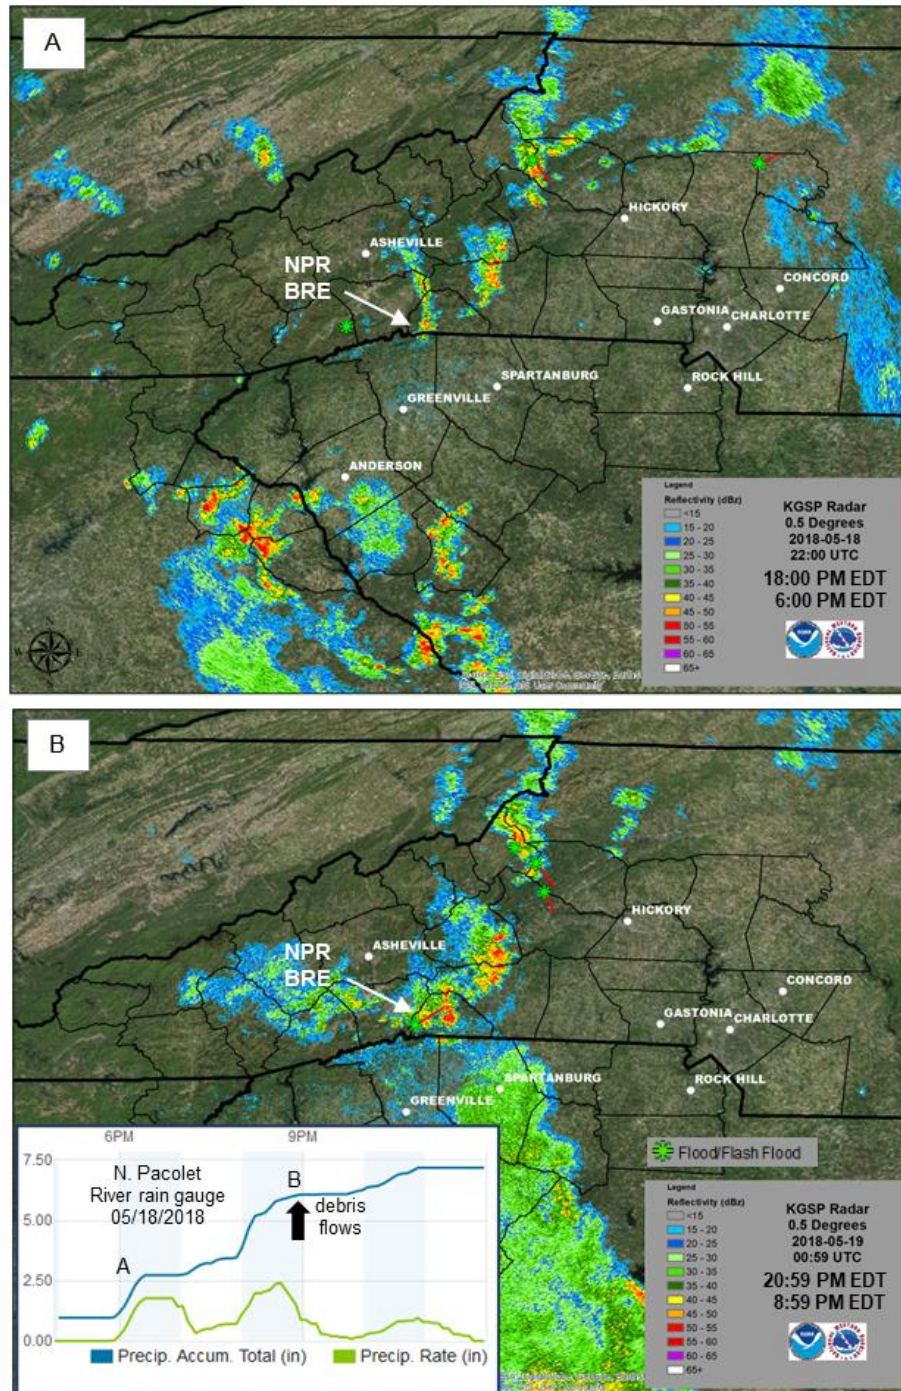 A
HICKORY
ASHEVILLE
NPR
BRE
CONCORD
GASTONIA
CHARLOTTE
SPARTANBURG
ROCK HILL
GREENVILLE
ANDERSON
N
W
E
S
Legend
Reflectivity (dBz)
<15
15 - 20
20 - 25
25 - 30
30 - 35
35 - 40
40 - 45
45 - 50
50 - 55
55 - 60
60 - 65
65+
KGSP Radar
0.5 Degrees
2018-05-18
22:00 UTC
18:00 PM EDT
6:00 PM EDT
B
HICKORY
ASHEVILLE
NPR
BRE
CONCORD
GASTONIA
CHARLOTTE
SPARTANBURG
ROCK HILL
GREENVILLE
6PM
9PM
7.50
5.00
2.50
0.00
N. Pacolet
River rain gauge
05/18/2018
A
B
debris
flows
Precip. Accum. Total (in)
Precip. Rate (in)
Flood/Flash Flood
Legend
Reflectivity (dBz)
<15
15 - 20
20 - 25
25 - 30
30 - 35
35 - 40
40 - 45
45 - 50
50 - 55
55 - 60
60 - 65
65+
KGSP Radar
0.5 Degrees
2018-05-19
00:59 UTC
20:59 PM EDT
8:59 PM EDT